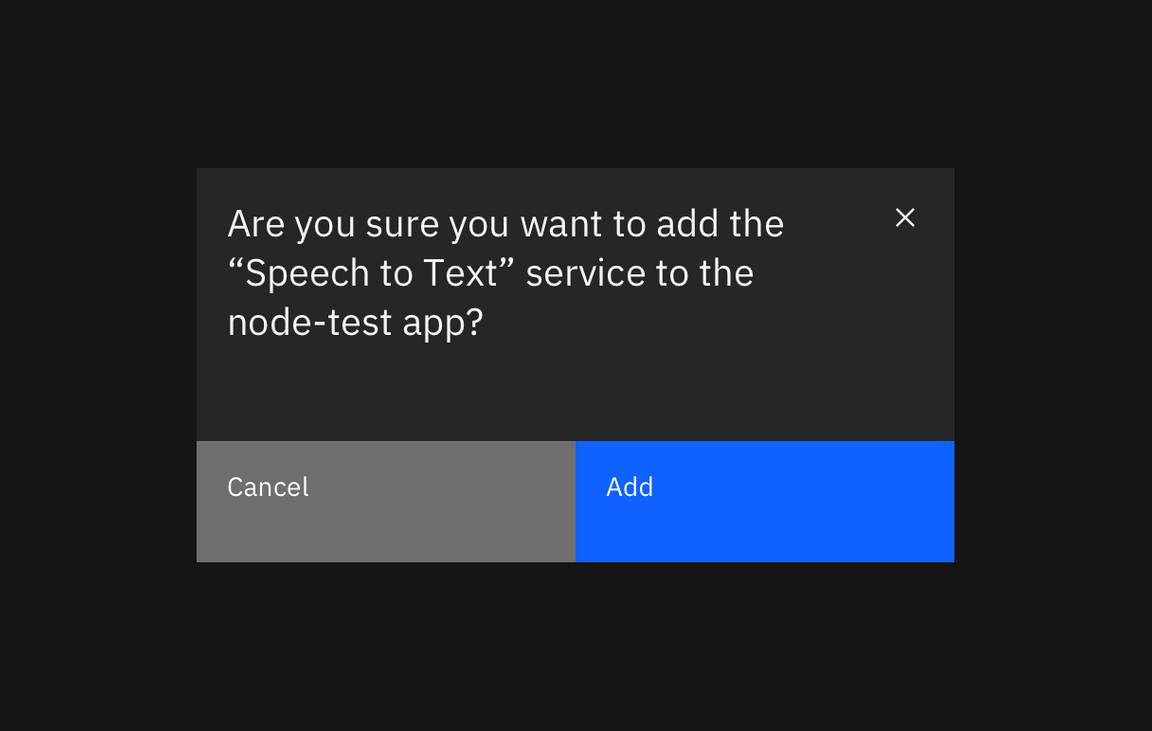 Are you sure you want to add the
“Speech to Text” service to the
node-test app?
Cancel
Add